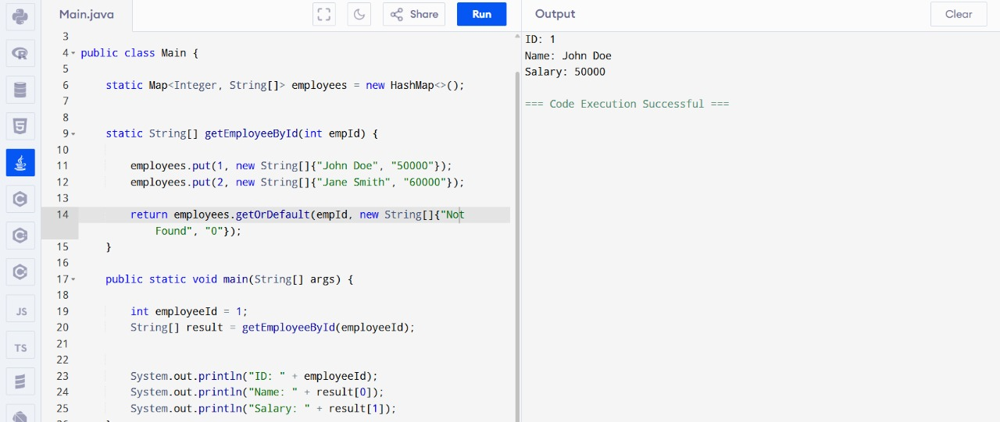 Main.java
Share
Run
Output
Clear
3
4 public class Main {
5
6 static Map<Integer, String[]> employees = new HashMap<>();
7
8
9 static String[] getEmployeeById(int empId) {
10
11 employees.put(1, new String[]{"John Doe", "50000"});
12 employees.put(2, new String[]{"Jane Smith", "60000"});
13
14 return employees.getOrDefault(empId, new String[]{"Not
Found", "0"});
15 }
16
17 public static void main(String[] args) {
18
19 int employeeId = 1;
20 String[] result = getEmployeeById(employeeId);
21
22
23 System.out.println("ID: " + employeeId);
24 System.out.println("Name: " + result[0]);
25 System.out.println("Salary: " + result[1]);
ID: 1
Name: John Doe
Salary: 50000
=== Code Execution Successful ===
R
5
C
C
C
JS
TS